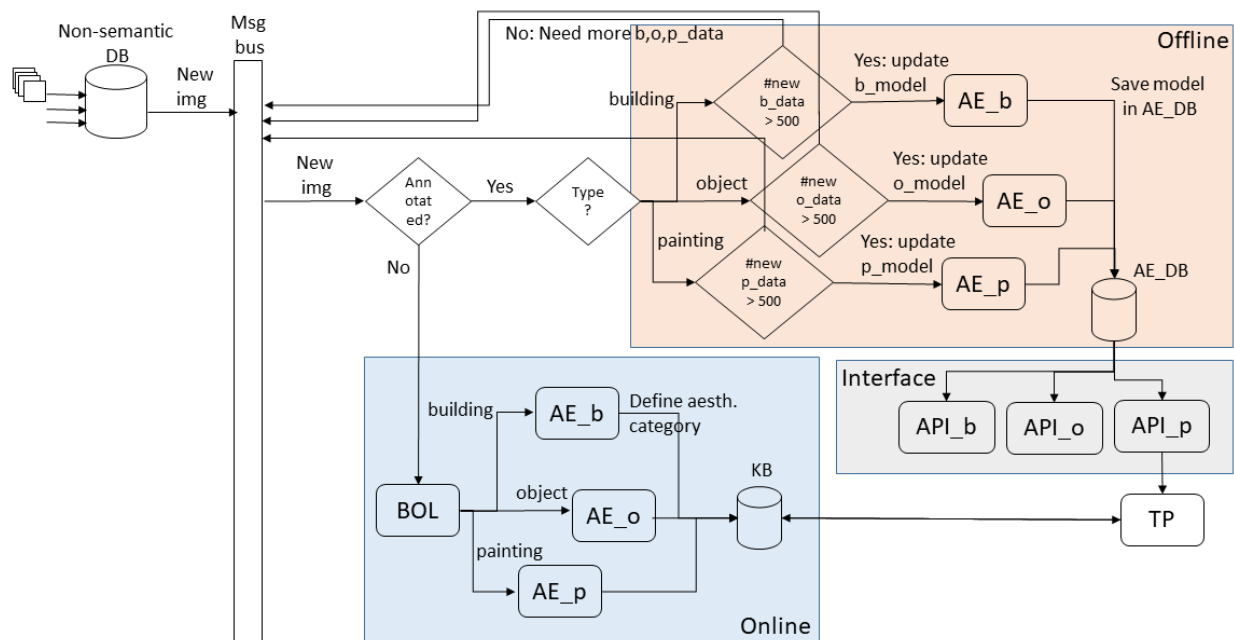 Non-semantic
DB
New
img
Msg
bus
No: Need more b,o,p_data
Offline
building
#new
b_data
> 500
Yes: update
b_model
AE_b
Save model
in AE_DB
New
img
Ann
otat
ed?
Yes
Type
?
object
#new
o_data
> 500
Yes: update
o_model
AE_o
painting
#new
p_data
> 500
Yes: update
p_model
AE_p
AE_DB
No
Interface
API_b
API_o
API_p
building
AE_b
Define aesth.
category
BOL
object
AE_o
KB
TP
painting
AE_p
Online